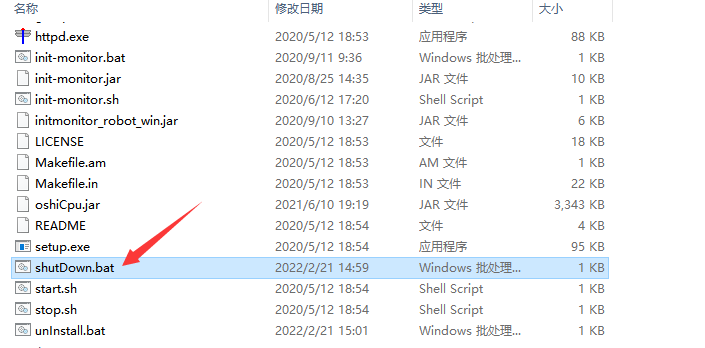 名称 修改日期 类型 大小
httpd.exe 2020/5/12 18:53 应用程序 88 KB
init-monitor.bat 2020/9/11 9:36 Windows 批处理... 1 KB
init-monitor.jar 2020/8/25 14:35 JAR 文件 10 KB
init-monitor.sh 2020/6/12 17:20 Shell Script 1 KB
initmonitor_robot_win.jar 2020/9/10 13:27 JAR 文件 6 KB
LICENSE 2020/5/12 18:53 文件 18 KB
Makefile.am 2020/5/12 18:53 AM 文件 1 KB
Makefile.in 2020/5/12 18:53 IN 文件 22 KB
oshiCpu.jar 2021/6/10 19:19 JAR 文件 3,343 KB
README 2020/5/12 18:54 文件 4 KB
setup.exe 2020/5/12 18:54 应用程序 95 KB
shutDown.bat 2022/2/21 14:59 Windows 批处理... 1 KB
start.sh 2020/5/12 18:54 Shell Script 1 KB
stop.sh 2020/5/12 18:54 Shell Script 1 KB
unInstall.bat 2022/2/21 15:01 Windows 批处理... 1 KB